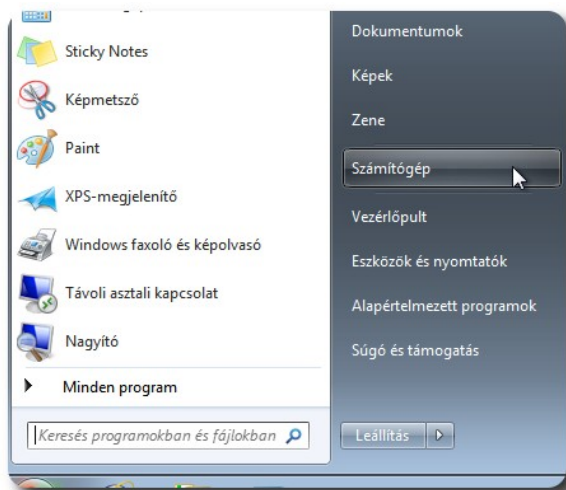 Sticky Notes
Képmetsző
Paint
XPS-megjelenítő
Windows faxoló és képolvasó
Távoli asztali kapcsolat
Nagyító
Minden program
Keresés programokban és fájlokban
Dokumentumok
Képek
Zene
Számítógép
Vezérlőpult
Eszközök és nyomtatók
Alapértelmezett programok
Súgó és támogatás
Leállítás